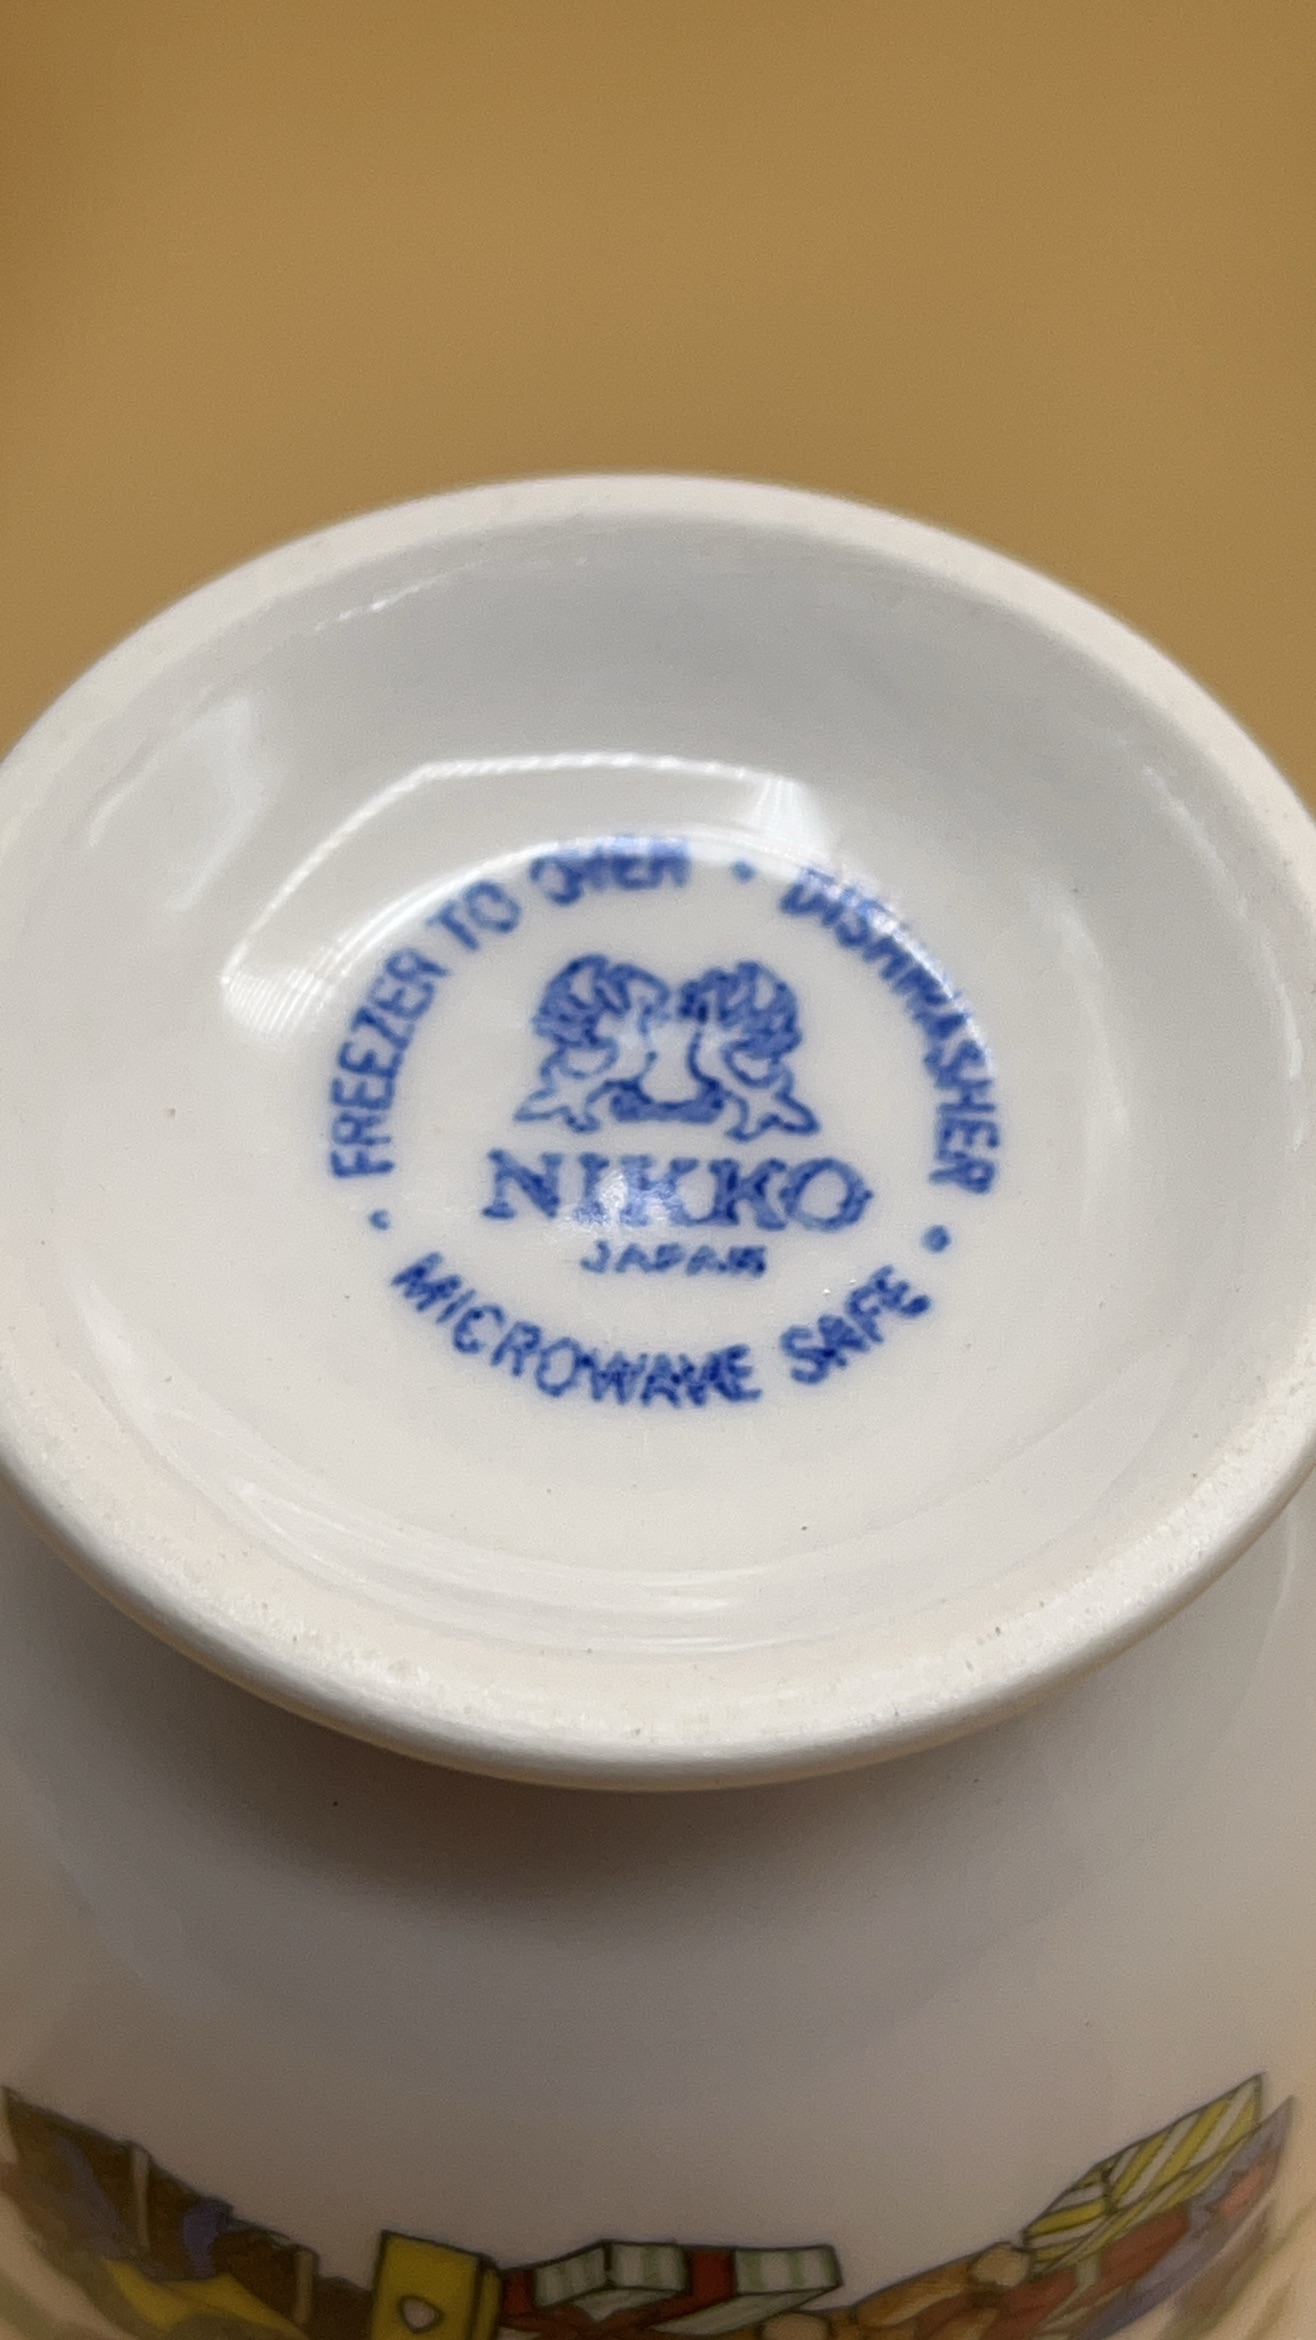 FREEZER TO OVEN • DISHWASHER •
NIKKO
JAPAN
MICROWAVE SAFE •